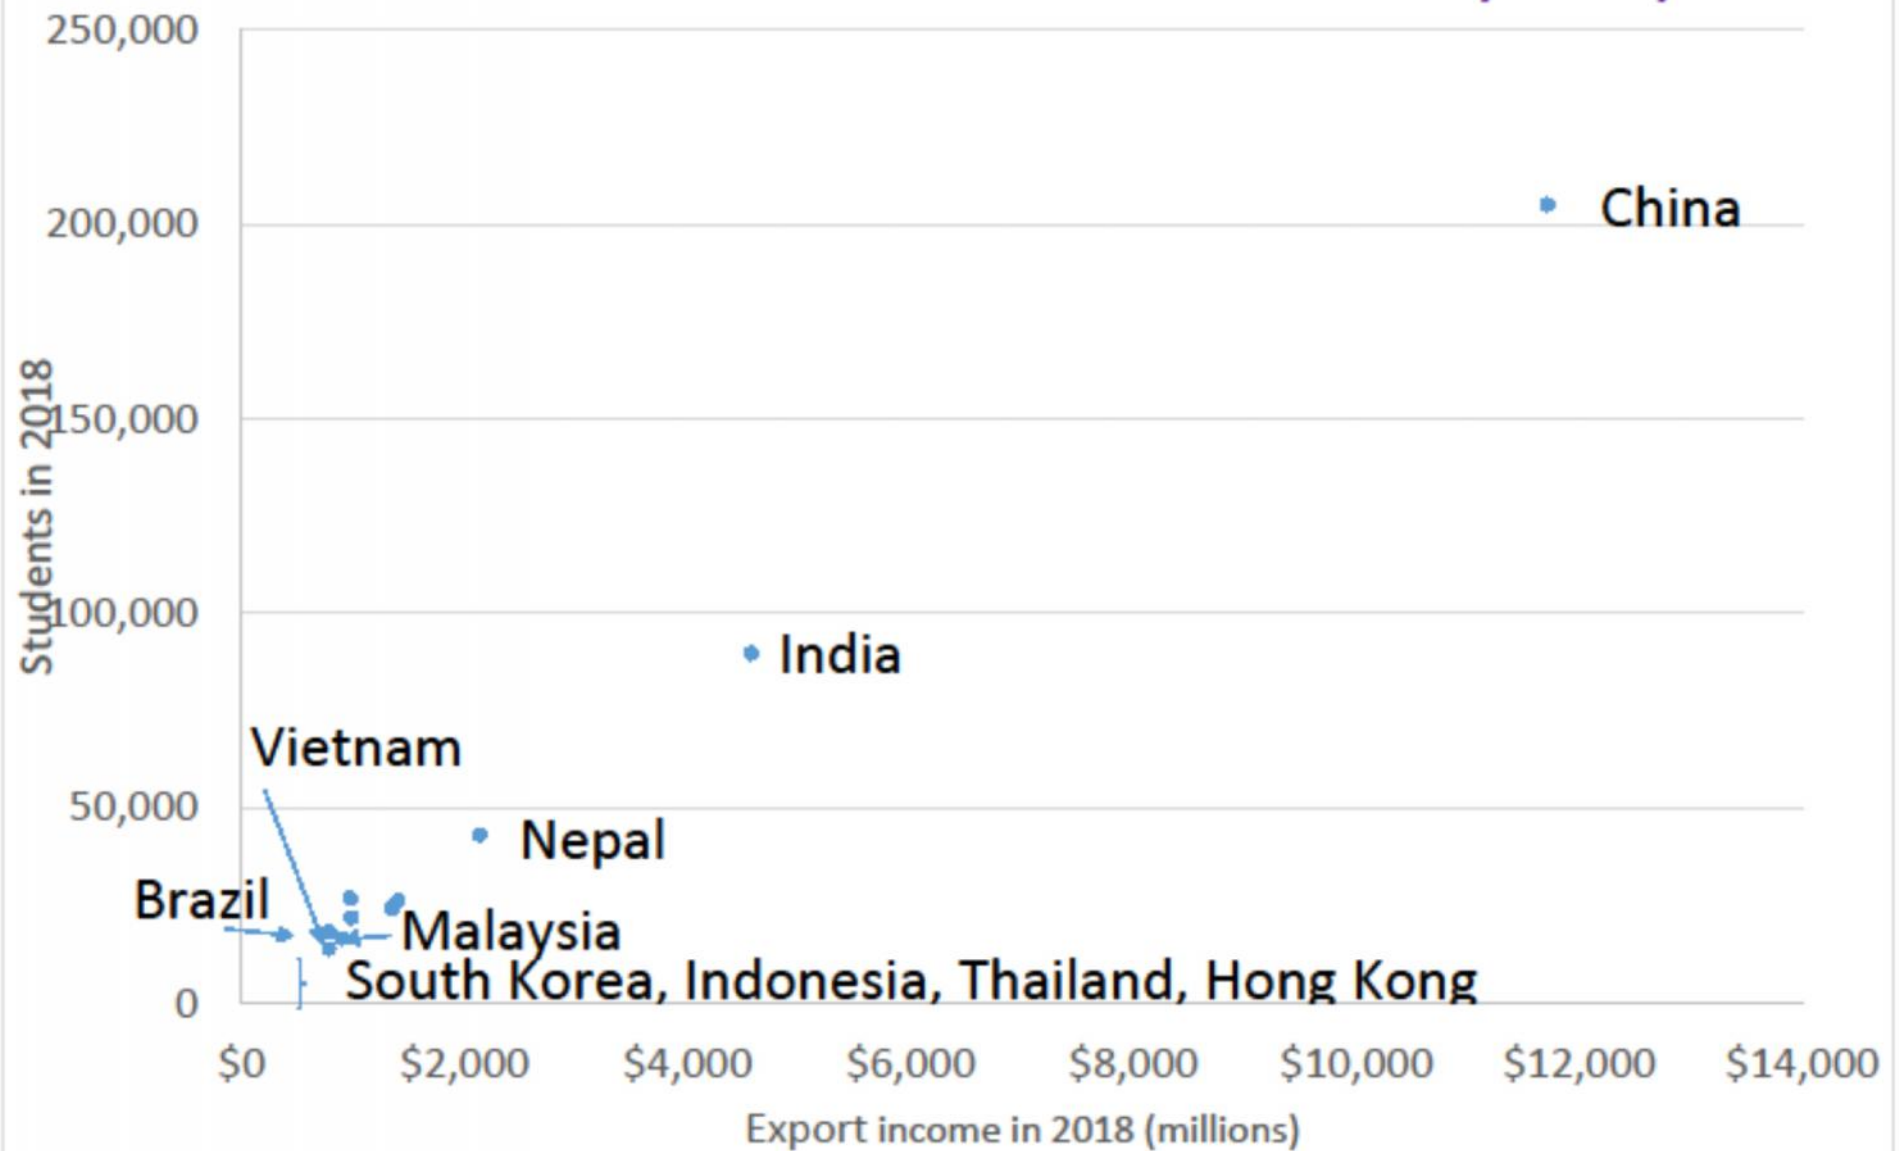 250,000
200,000
China
150,000
Students in 2018
100,000
India
Vietnam
50,000
Nepal
Brazil
Malaysia
South Korea, Indonesia, Thailand, Hong Kong
0
$0 $2,000 $4,000 $6,000 $8,000 $10,000 $12,000 $14,000
Export income in 2018 (millions)